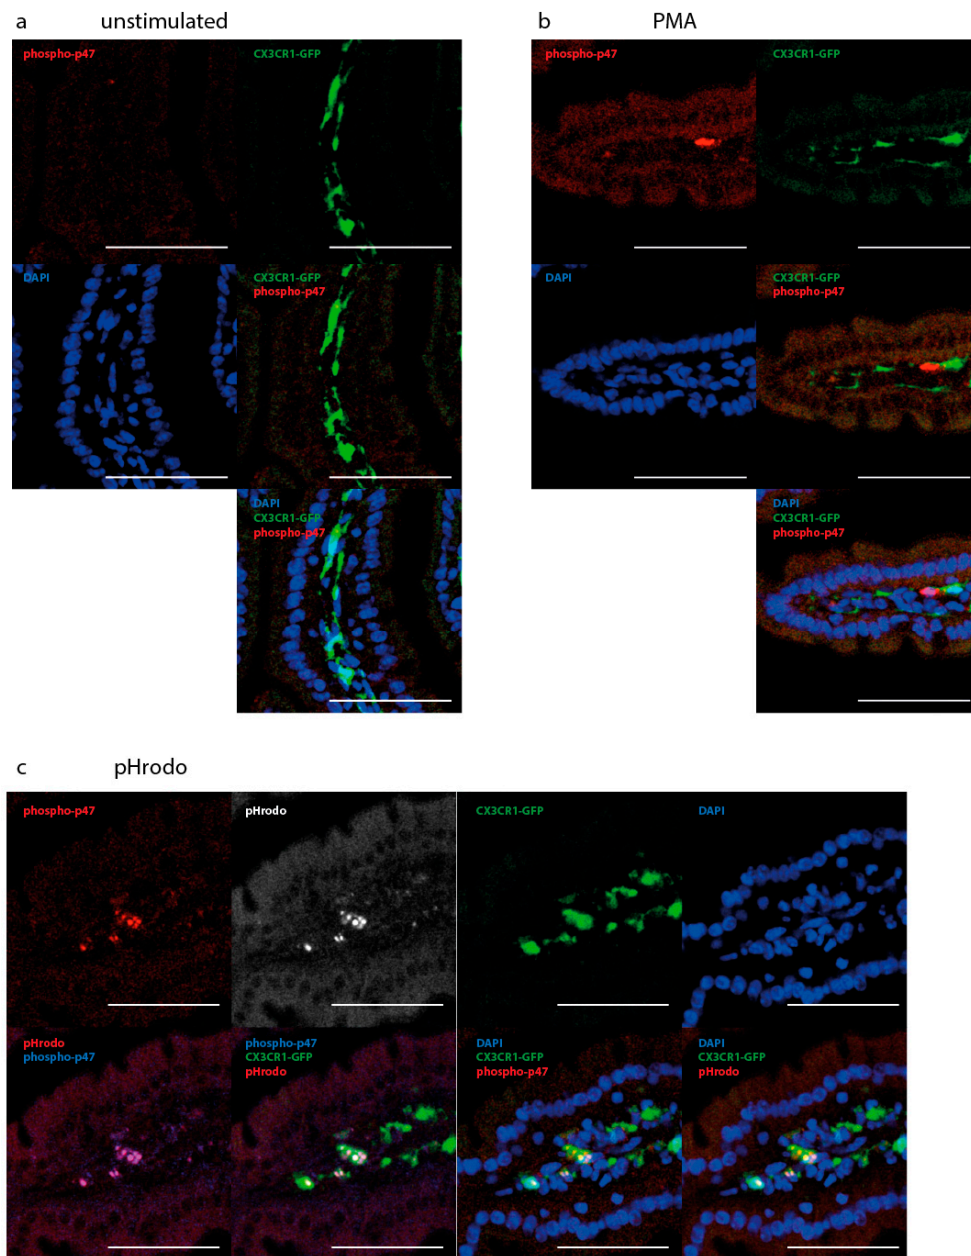 a unstimulated
b PMA
phospho-p47
CX3CR1-GFP
phospho-p47
CX3CR1-GFP
DAPI
CX3CR1-GFP
phospho-p47
DAPI
CX3CR1-GFP
phospho-p47
DAPI
CX3CR1-GFP
phospho-p47
DAPI
CX3CR1-GFP
phospho-p47
c pHrodo
phospho-p47
pHrodo
CX3CR1-GFP
DAPI
pHrodo
phospho-p47
phospho-p47
CX3CR1-GFP
pHrodo
DAPI
CX3CR1-GFP
phospho-p47
DAPI
CX3CR1-GFP
pHrodo